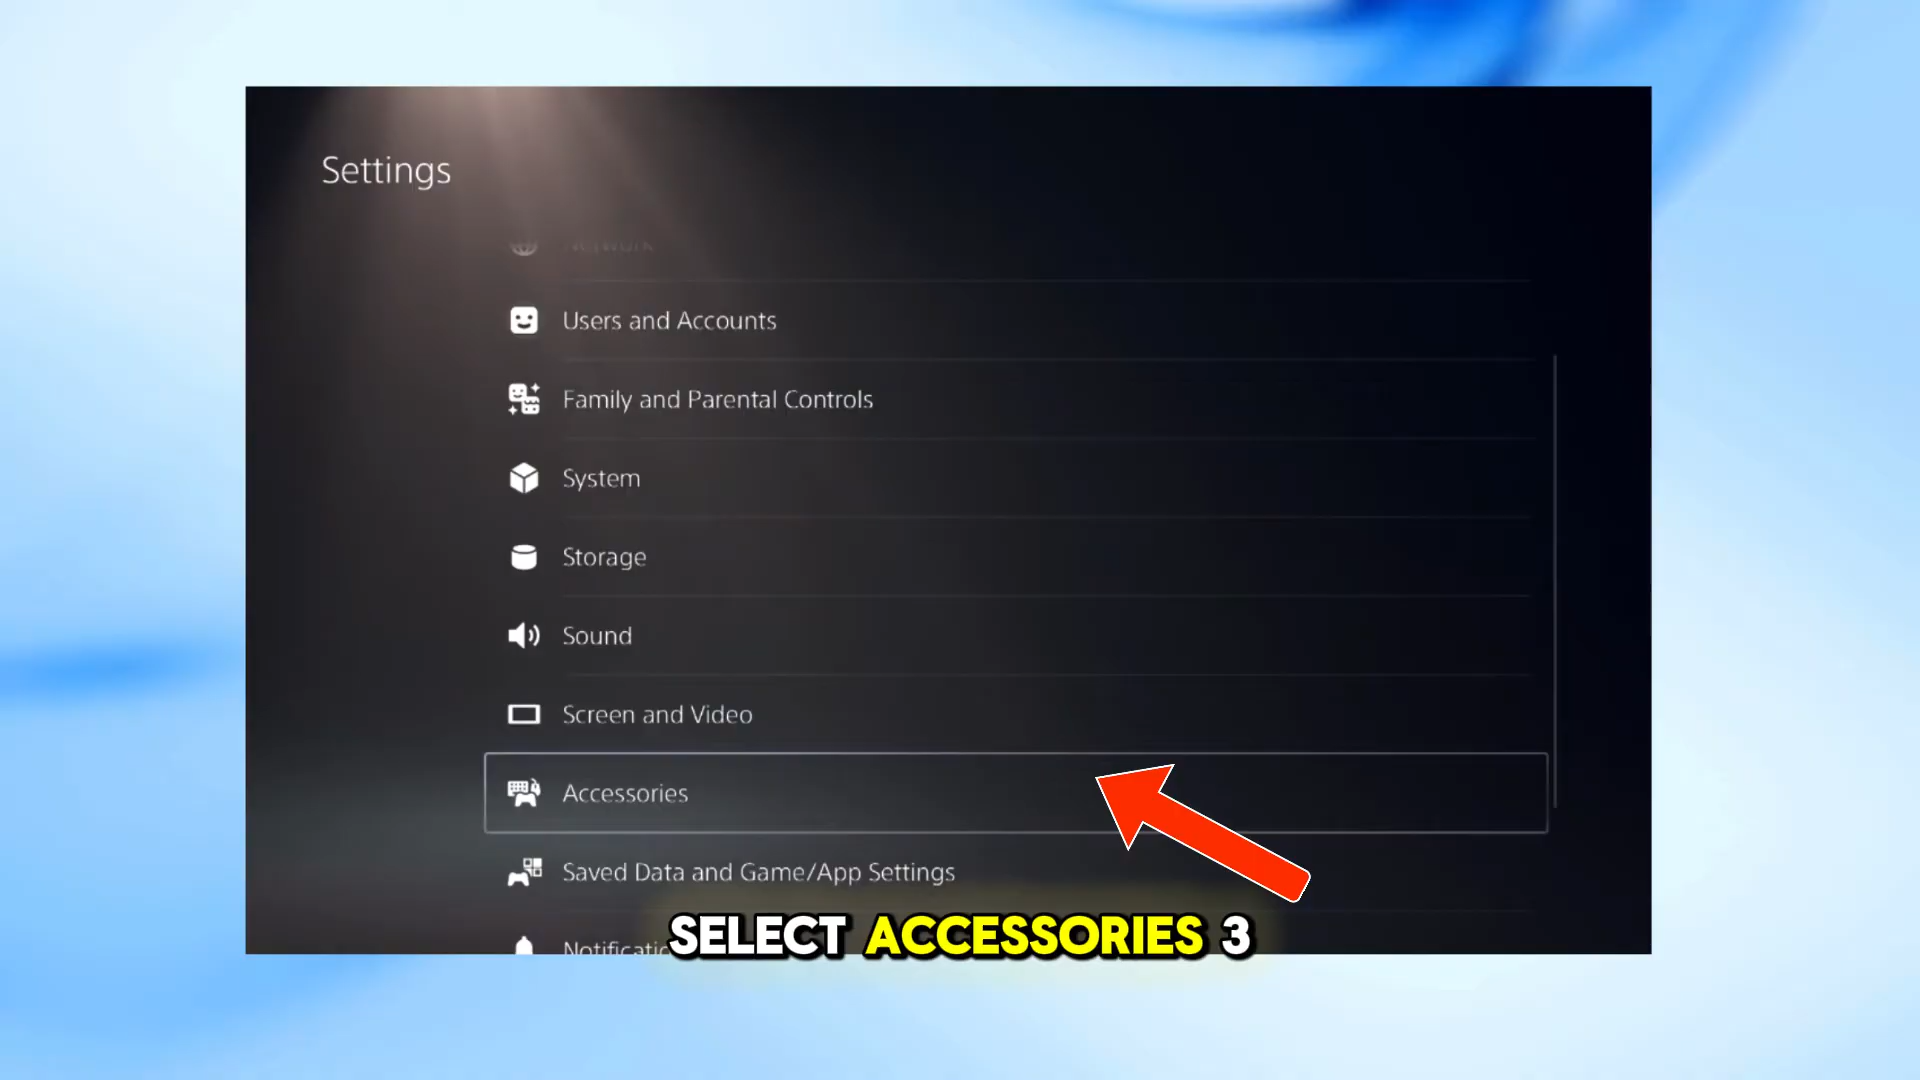 Settings
Network
Users and Accounts
Family and Parental Controls
System
Storage
Sound
Screen and Video
Accessories
Saved Data and Game/App Settings
SELECT ACCESSORIES 3